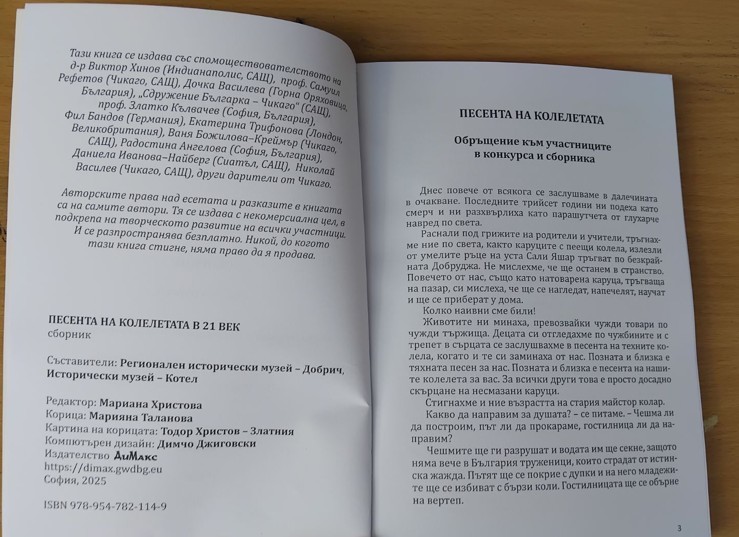 Тази книга се издава със спомоществователството на
д-р Виктор Хинов (Индианаполис, САЩ), проф. Самуил
Рефетов (Чикаго, САЩ), Дочка Василева (Горна Оряховица,
България), „Сдружение Българка – Чикаго" (САЩ),
проф. Златко Кълвачев (София, България),
Фил Бандов (Германия), Екатерина Трифонова (Лондон,
Великобритания), Ваня Божилова–Креймър (Чикаго,
САЩ), Радостина Ангелова (София, България),
Даниела Иванова–Найберг (Сиатъл, САЩ), Николай
Василев (Чикаго, САЩ), други дарители от Чикаго.
Авторските права над есетата и разказите в книгата
са на самите автори. Тя се издава с некомерсиална цел, в
подкрепа на творческото развитие на всички участници.
И се разпространява безплатно. Никой, до когото
тази книга стигне, няма право да я продава.
ПЕСЕНТА НА КОЛЕЛЕТАТА В 21 ВЕК
сборник
Съставители: Регионален исторически музей – Добрич,
Исторически музей – Котел
Редактор: Мариана Христова
Корица: Марияна Таланова
Картина на корицата: Тодор Христов – Златния
Компютърен дизайн: Димчо Джиговски
Издателство ДиМакс
https://dimax.gwdbg.eu
София, 2025
ISBN 978-954-782-114-9
ПЕСЕНТА НА КОЛЕЛЕТАТА
Обръщение към участниците
в конкурса и сборника
Днес повече от всякога се заслушваме в далечината
в очакване. Последните трийсет години ни подеха като
смерч и ни разхвърлиха като парашутчета от глухарче
навред по света.
Раснали под грижите на родители и учители, тръгнах-
ме ние по света, както каруците с пеещи колела, излезли
от умелите ръце на уста Сали Яшар тръгват по безкрай-
ната Добруджа. Не мислехме, че ще останем в странство.
Повечето от нас, също като натоварена каруца, тръгваща
на пазар, си мислеха, че ще се нагледат, напечелят, научат
и ще се приберат у дома.
Колко наивни сме били!
Животите ни минаха, превозвайки чужди товари по
чужди тържища. Децата си отгледахме по чужбините и с
трепет в сърцата се заслушвахме в песента на техните ко-
лела, когато и те си заминаха от нас. Позната и близка е
тяхната песен за нас. Позната и близка е песента на наши-
те колелета за вас. За всички други това е просто досадно
скърцане на несмазани каруци.
Стигнахме и ние възрастта на стария майстор колар.
Какво да направим за душата? – се питаме. – Чешма ли
да построим, път ли да прокараме, гостилница ли да на-
правим?
Чешмите ще ги разрушат и водата им ще секне, защото
няма вече в България труженици, които страдат от истин-
ска жажда. Пътят ще се покрие с дупки и на него младежи-
те ще се избиват с бързи коли. Гостилницата ще се обърне
на вертеп.
3